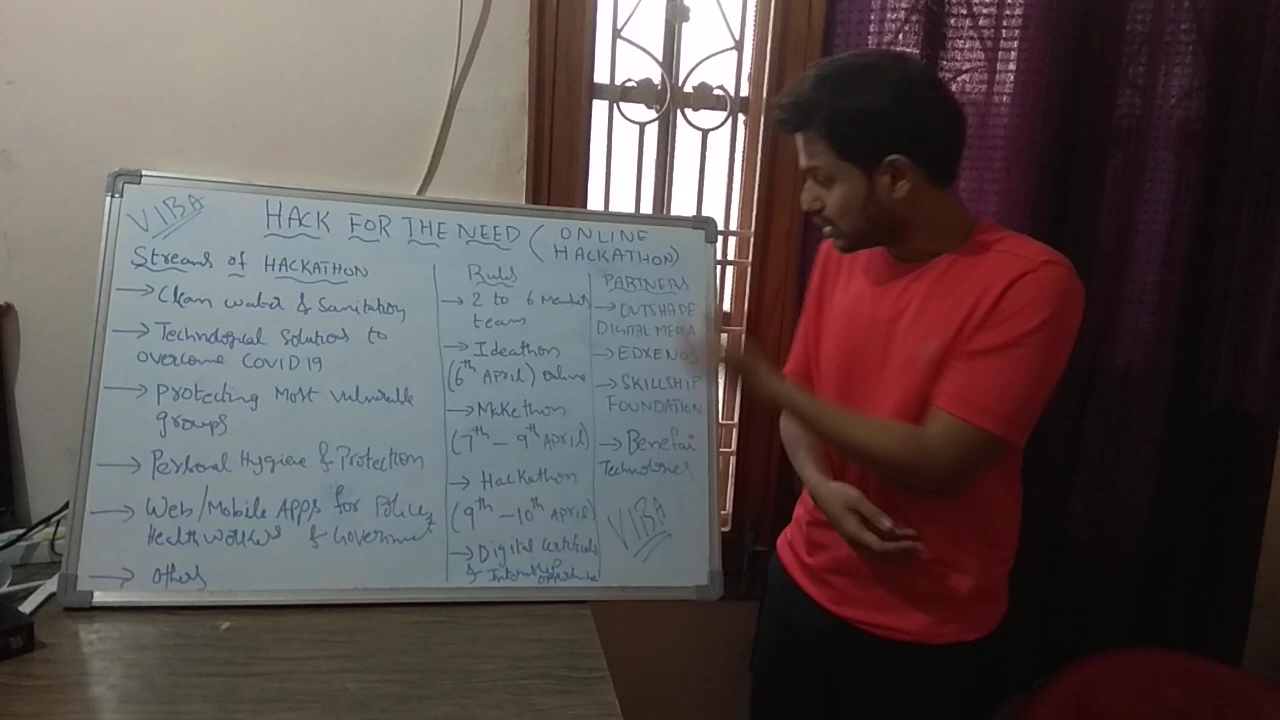 VIBA
HACK FOR THE NEED (ONLINE
HACKATHON)
Streams of HACKATHON
→ Clean water & Sanitation
→ Technological Solutions to
overcome COVID 19
→ Protecting Most Vulnerable
groups
→ Personal Hygiene & Protection
→ Web/Mobile APPS for Police,
Health workers & Government
→ Others
Rules
→ 2 to 6 Member
team
→ Ideathon
(6th APRIL) Online
→ Makethon
(7th - 9th APRIL)
→ Hackathon
(9th - 10th APRIL)
→ Digital Certificate
& Internship
PARTNERS
→ OUTSHADE
DIGITAL MEDIA
→ EDXENOS
→ SKILLSHIP
FOUNDATION
→
Technologies
VIBA